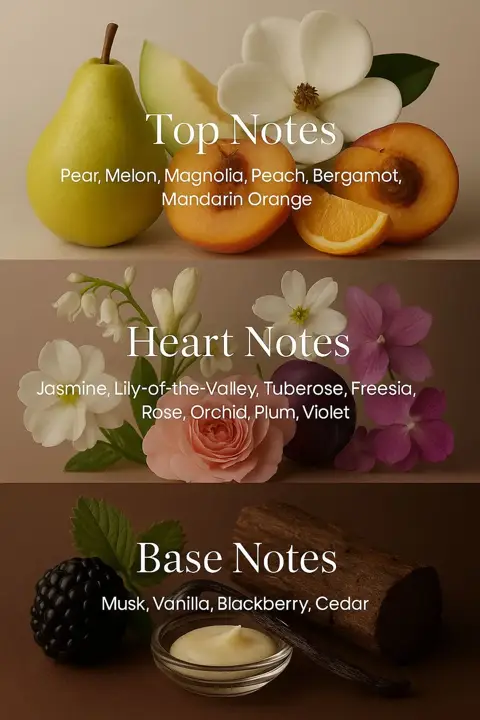 Top Notes
Pear, Melon, Magnolia, Peach, Bergamot,
Mandarin Orange
Heart Notes
Jasmine, Lily-of-the-Valley, Tuberose, Freesia,
Rose, Orchid, Plum, Violet
Base Notes
Musk, Vanilla, Blackberry, Cedar